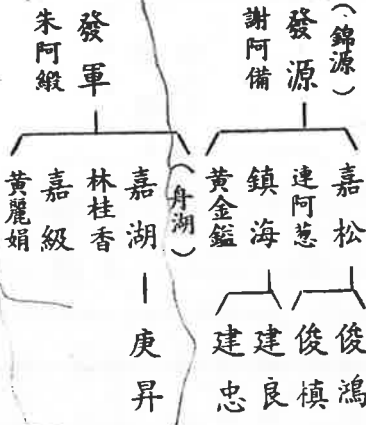 （錦源）
發源
謝阿備
嘉松
連阿葱
鎮海
黃金鎰
俊鴻
俊楨
建良
建忠
發軍
朱阿緞
（舟湖）
嘉湖
林桂香
嘉級
黃麗娟
庚昇